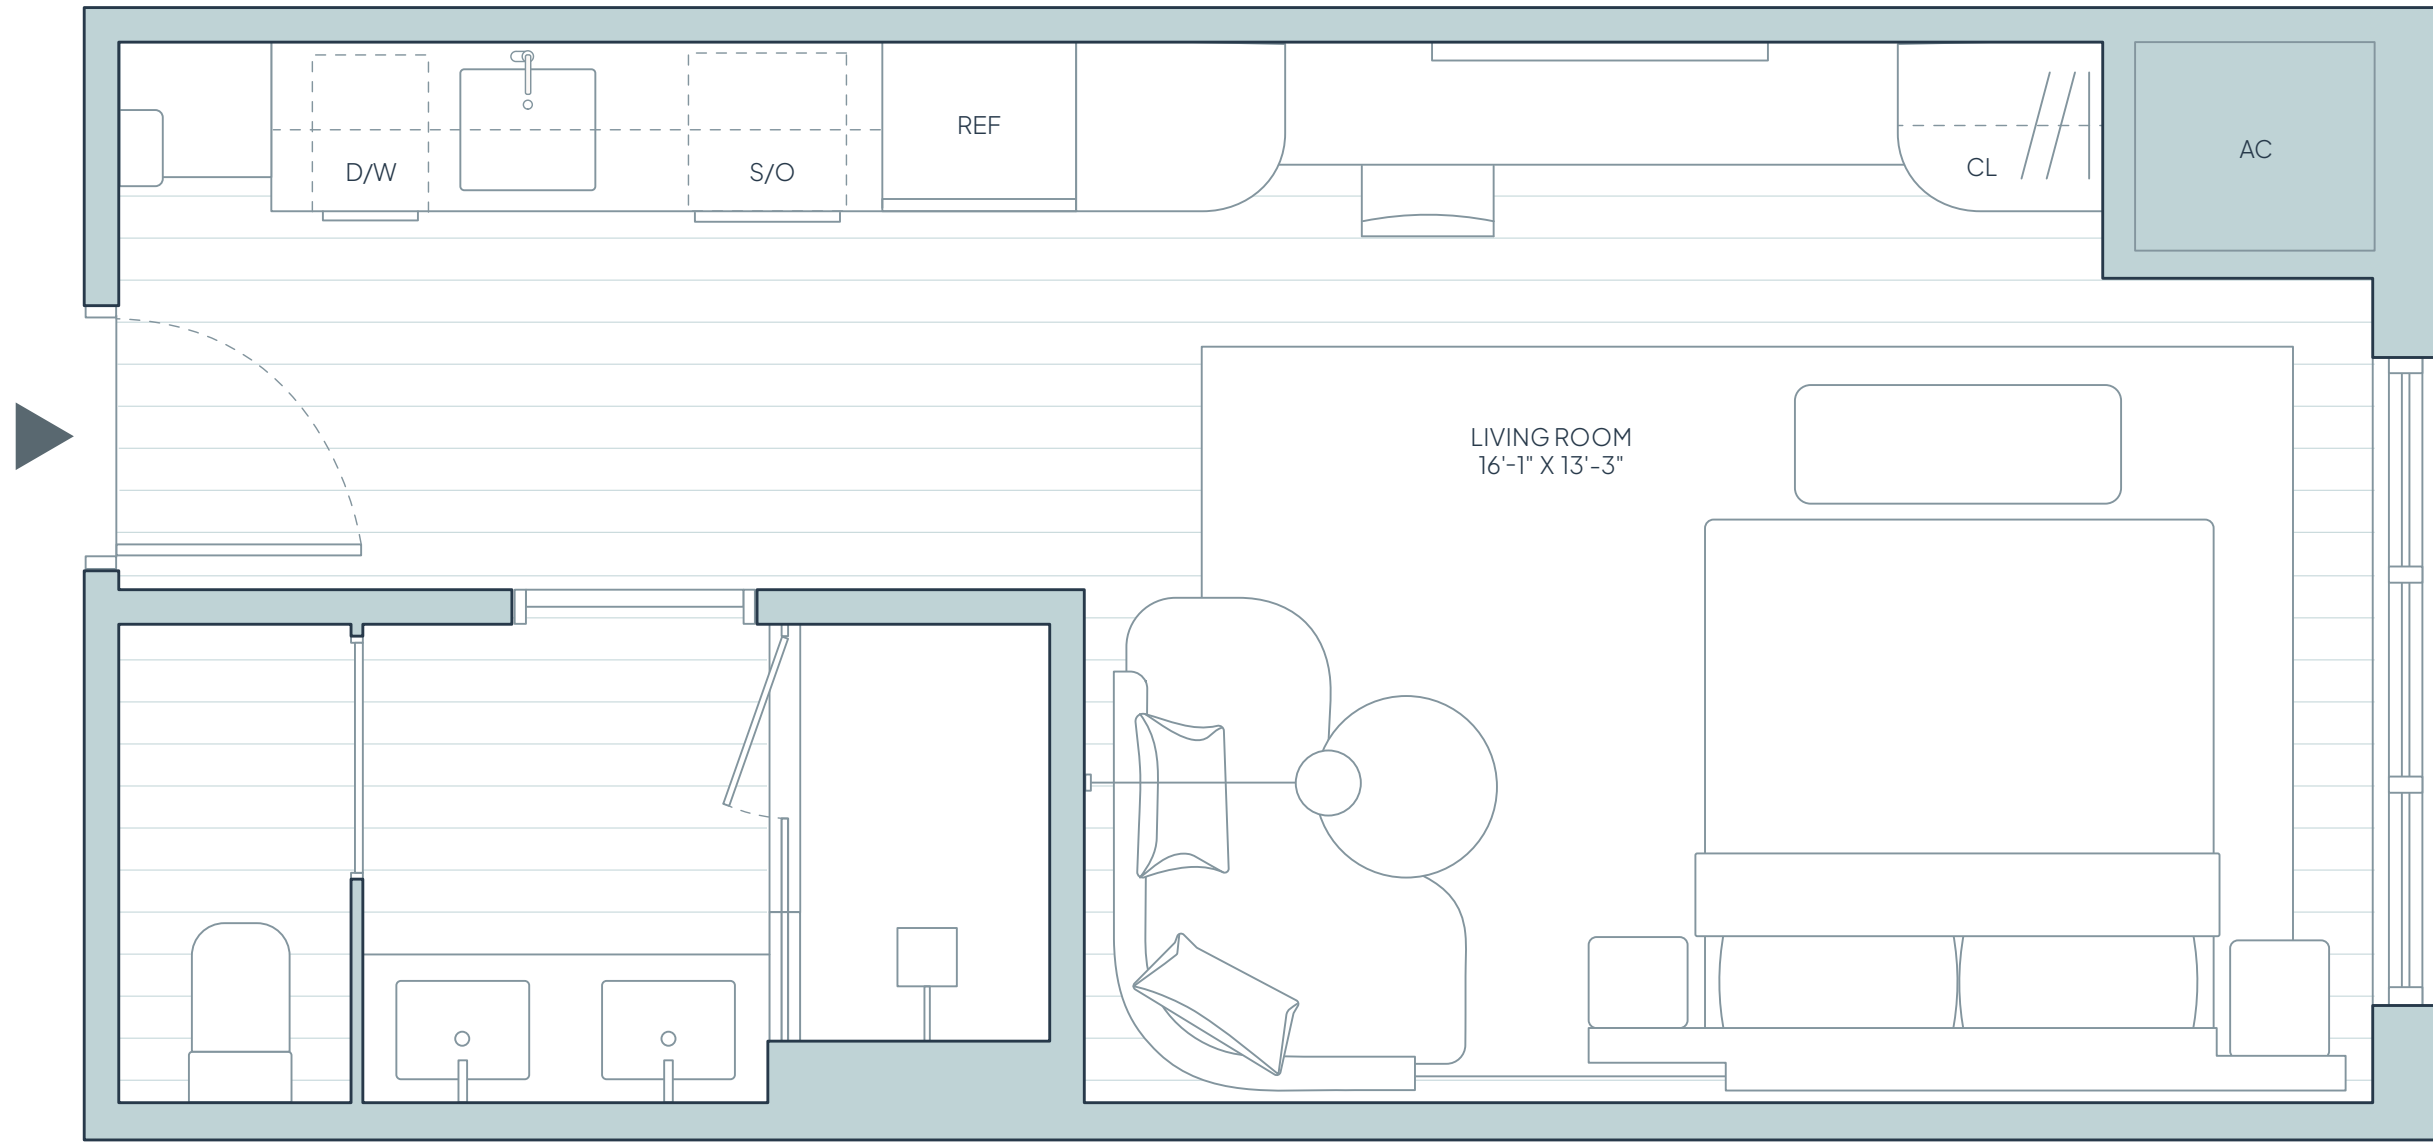 D/W
S/O
REF
CL
AC
LIVING ROOM
16'-1" X 13'-3"